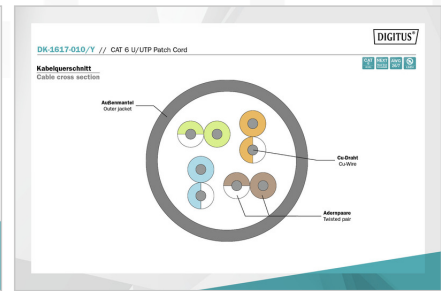 DIGITUS®
DK-1617-010/Y // CAT 6 U/UTP Patch Cord
Kabelquerschnitt
Cable cross section
Außenmantel
Outer jacket
Cu-Draht
Cu-Wire
Adernpaare
Twisted pair